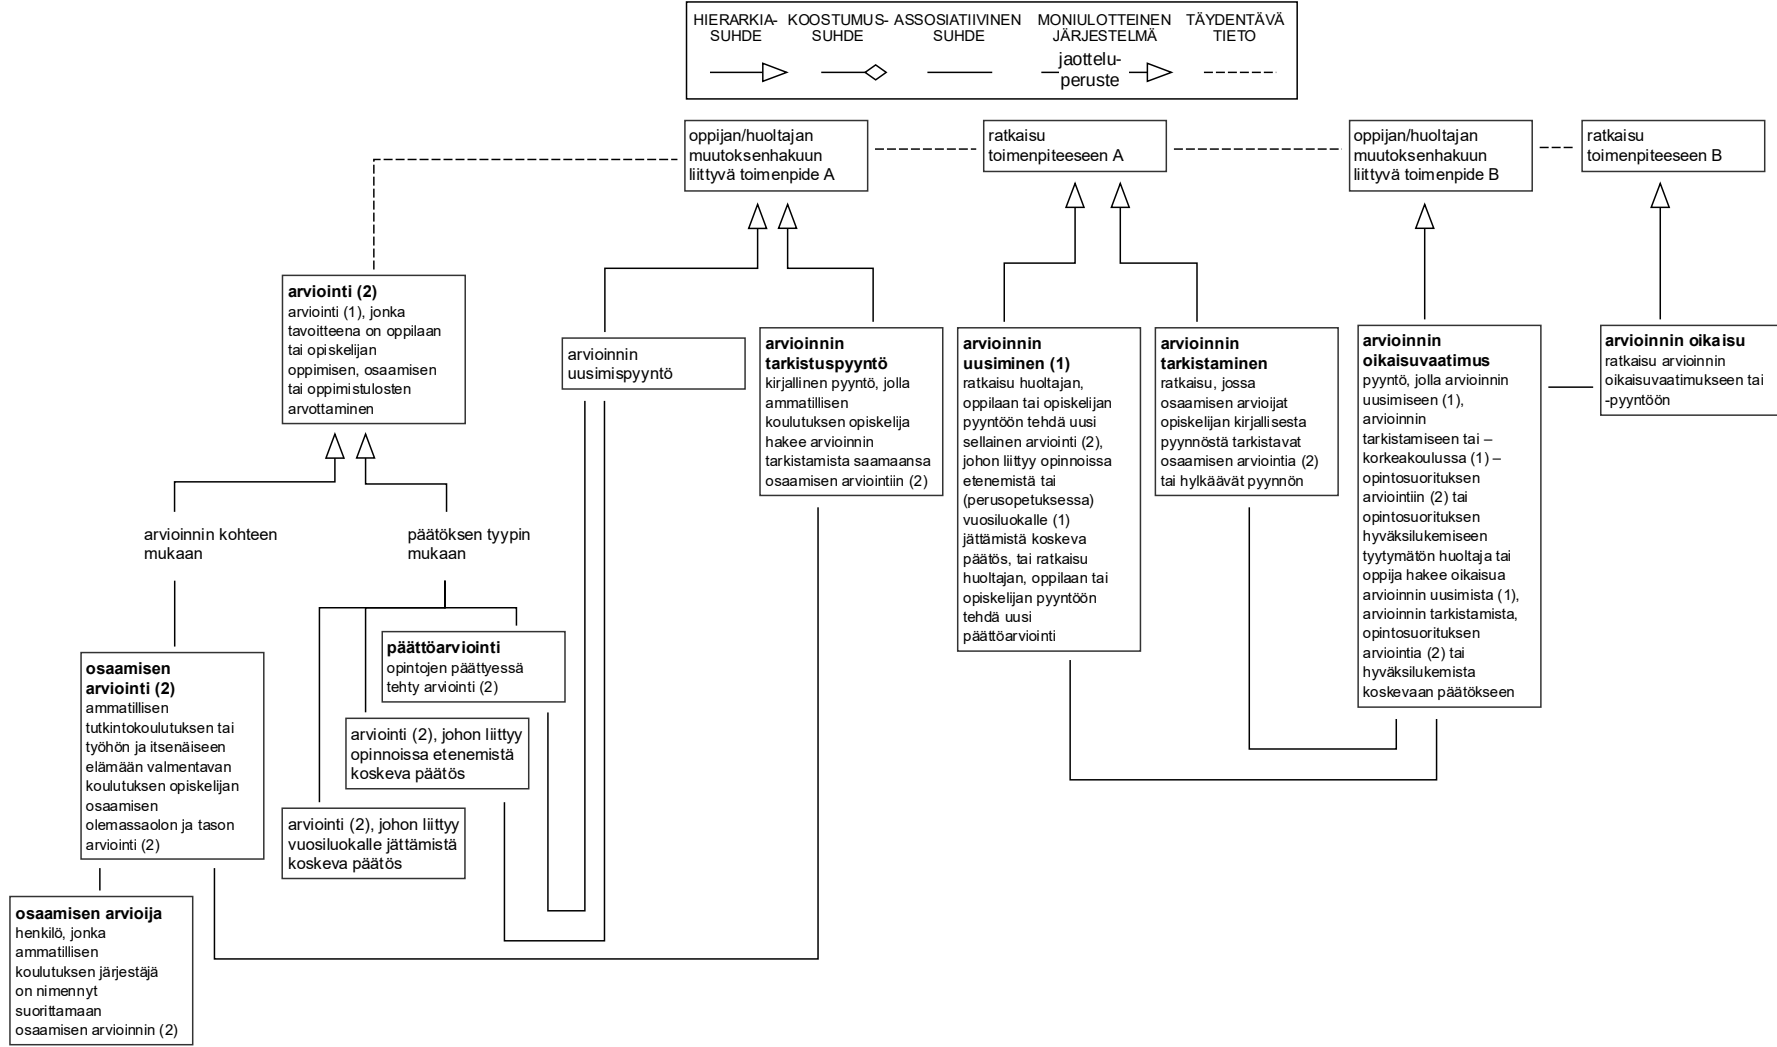 HIERARKIA-
SUHDE
KOOSTUMUS-
SUHDE
ASSOSIATIIVINEN
SUHDE
MONIULOTTEINEN
JÄRJESTELMÄ
TÄYDENTÄVÄ
TIETO
jaottelu-
peruste
oppijan/huoltajan
muutoksenhakuun
liittyvä toimenpide A
ratkaisu
toimenpiteeseen A
oppijan/huoltajan
muutoksenhakuun
liittyvä toimenpide B
ratkaisu
toimenpiteeseen B
arviointi (2)
arviointi (1), jonka
tavoitteena on oppilaan
tai opiskelijan
oppimisen, osaamisen
tai oppimistulosten
arvottaminen
arvioinnin
uusimispyyntö
arvioinnin
tarkistuspyyntö
kirjallinen pyyntö, jolla
ammatillisen
koulutuksen opiskelija
hakee arvioinnin
tarkistamista saamaansa
osaamisen arviointiin (2)
arvioinnin
uusiminen (1)
ratkaisu huoltajan,
oppilaan tai opiskelijan
pyyntöön tehdä uusi
sellainen arviointi (2),
johon liittyy opinnoissa
etenemistä tai
(perusopetuksessa)
vuosiluokalle (1)
jättämistä koskeva
päätös, tai ratkaisu
huoltajan, oppilaan tai
opiskelijan pyyntöön
tehdä uusi
päättöarviointi
arvioinnin
tarkistaminen
ratkaisu, jossa
osaamisen arvioijat
opiskelijan kirjallisesta
pyynnöstä tarkistavat
osaamisen arviointia (2)
tai hylkäävät pyynnön
arvioinnin
oikaisuvaatimus
pyyntö, jolla arvioinnin
uusimiseen (1),
arvioinnin
tarkistamiseen tai –
korkeakoulussa (1) –
opintosuorituksen
arviointiin (2) tai
opintosuorituksen
hyväksilukemiseen
tyytymätön huoltaja tai
oppija hakee oikaisua
arvioinnin uusimista (1),
arvioinnin tarkistamista,
opintosuorituksen
arviointia (2) tai
hyväksilukemista
koskevaan päätökseen
arvioinnin oikaisu
ratkaisu arvioinnin
oikaisuvaatimukseen tai
-pyyntöön
arvioinnin kohteen
mukaan
päätöksen tyypin
mukaan
päättöarviointi
opintojen päättyessä
tehty arviointi (2)
arviointi (2), johon liittyy
opinnoissa etenemistä
koskeva päätös
arviointi (2), johon liittyy
vuosiluokalle jättämistä
koskeva päätös
osaamisen
arviointi (2)
ammatillisen
tutkintokoulutuksen tai
työhön ja itsenäiseen
elämään valmentavan
koulutuksen opiskelijan
osaamisen
olemassaolon ja tason
arviointi (2)
osaamisen arvioija
henkilö, jonka
ammatillisen
koulutuksen järjestäjä
on nimennyt
suorittamaan
osaamisen arvioinnin (2)